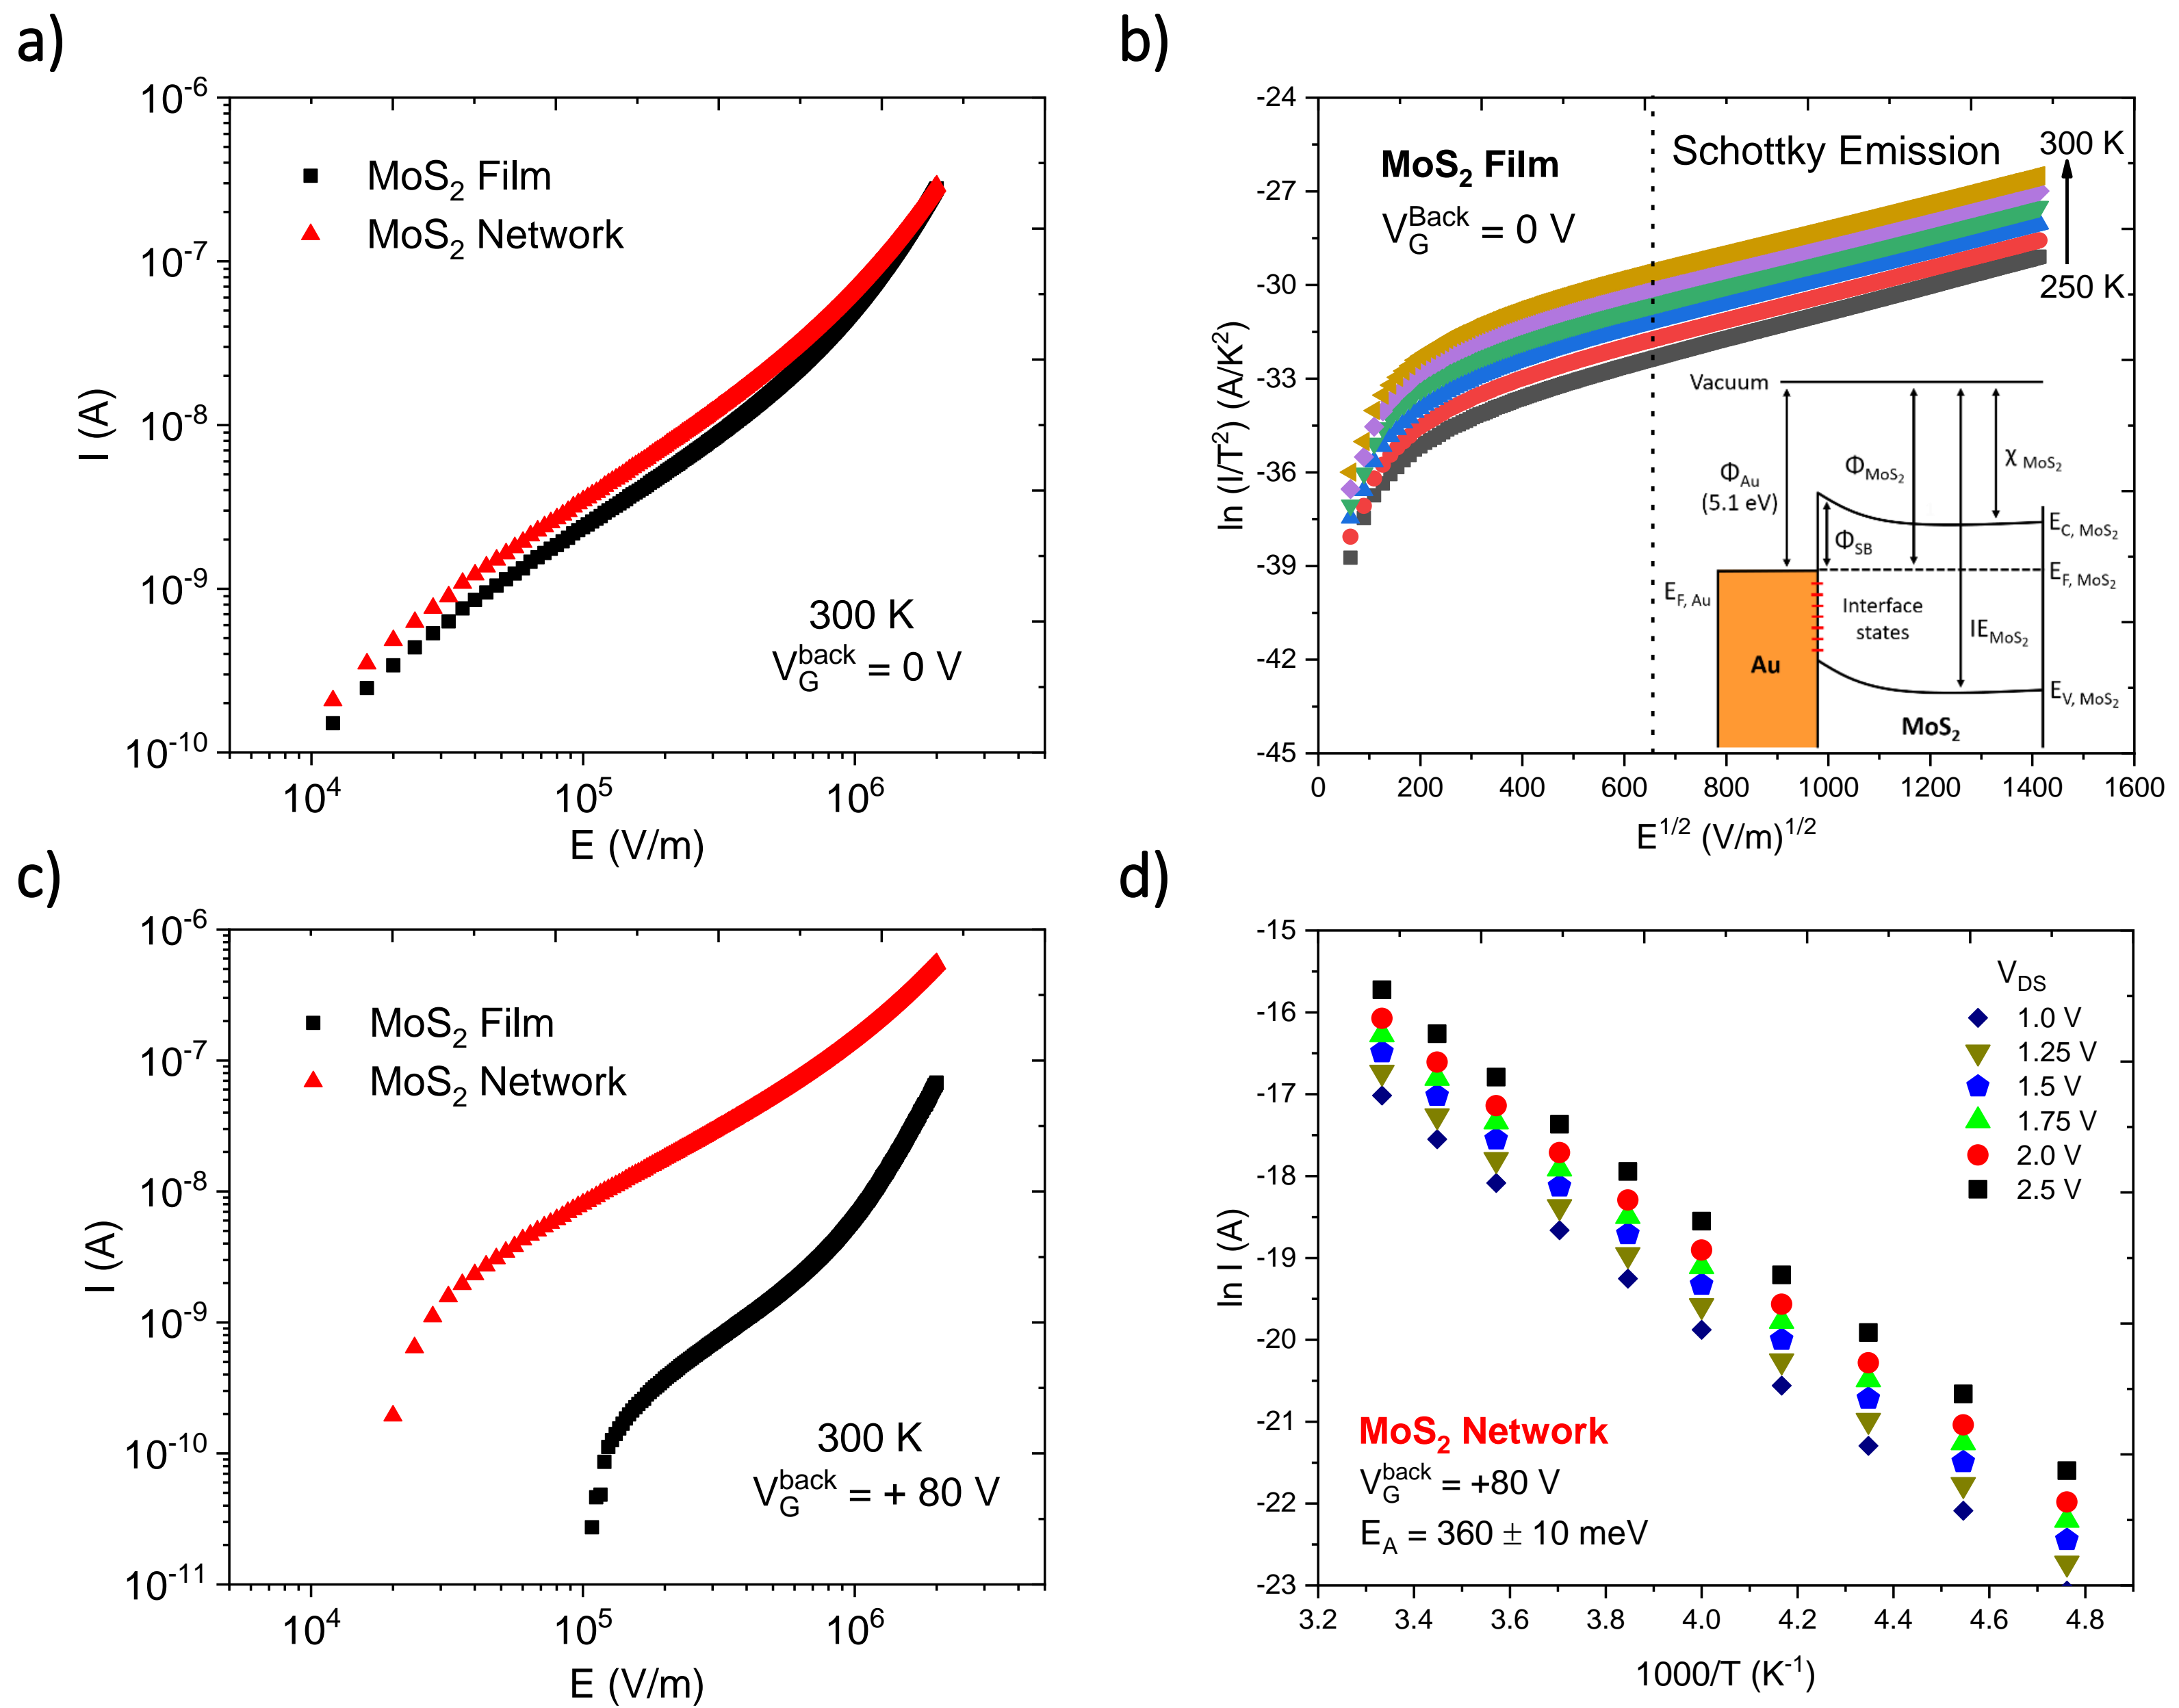 a)
10^-6
10^-7
10^-8
10^-9
10^-10
I (A)
MoS2 Film
MoS2 Network
300 K
V_G^back = 0 V
10^4
10^5
10^6
E (V/m)
b)
-24
-27
-30
-33
-36
-39
-42
-45
ln (I/T^2) (A/K^2)
MoS2 Film
V_G^Back = 0 V
Schottky Emission
300 K
250 K
Vacuum
Φ_Au
(5.1 eV)
Φ_MoS2
χ_MoS2
Φ_SB
E_C, MoS2
E_F, MoS2
E_F, Au
Interface
states
IE_MoS2
Au
E_V, MoS2
MoS2
0
200
400
600
800
1000
1200
1400
1600
E^1/2 (V/m)^1/2
c)
10^-6
10^-7
10^-8
10^-9
10^-10
10^-11
I (A)
MoS2 Film
MoS2 Network
300 K
V_G^back = + 80 V
10^4
10^5
10^6
E (V/m)
d)
-15
-16
-17
-18
-19
-20
-21
-22
-23
ln I (A)
V_DS
1.0 V
1.25 V
1.5 V
1.75 V
2.0 V
2.5 V
MoS2 Network
V_G^back = +80 V
E_A = 360 ± 10 meV
3.2
3.4
3.6
3.8
4.0
4.2
4.4
4.6
4.8
1000/T (K^-1)